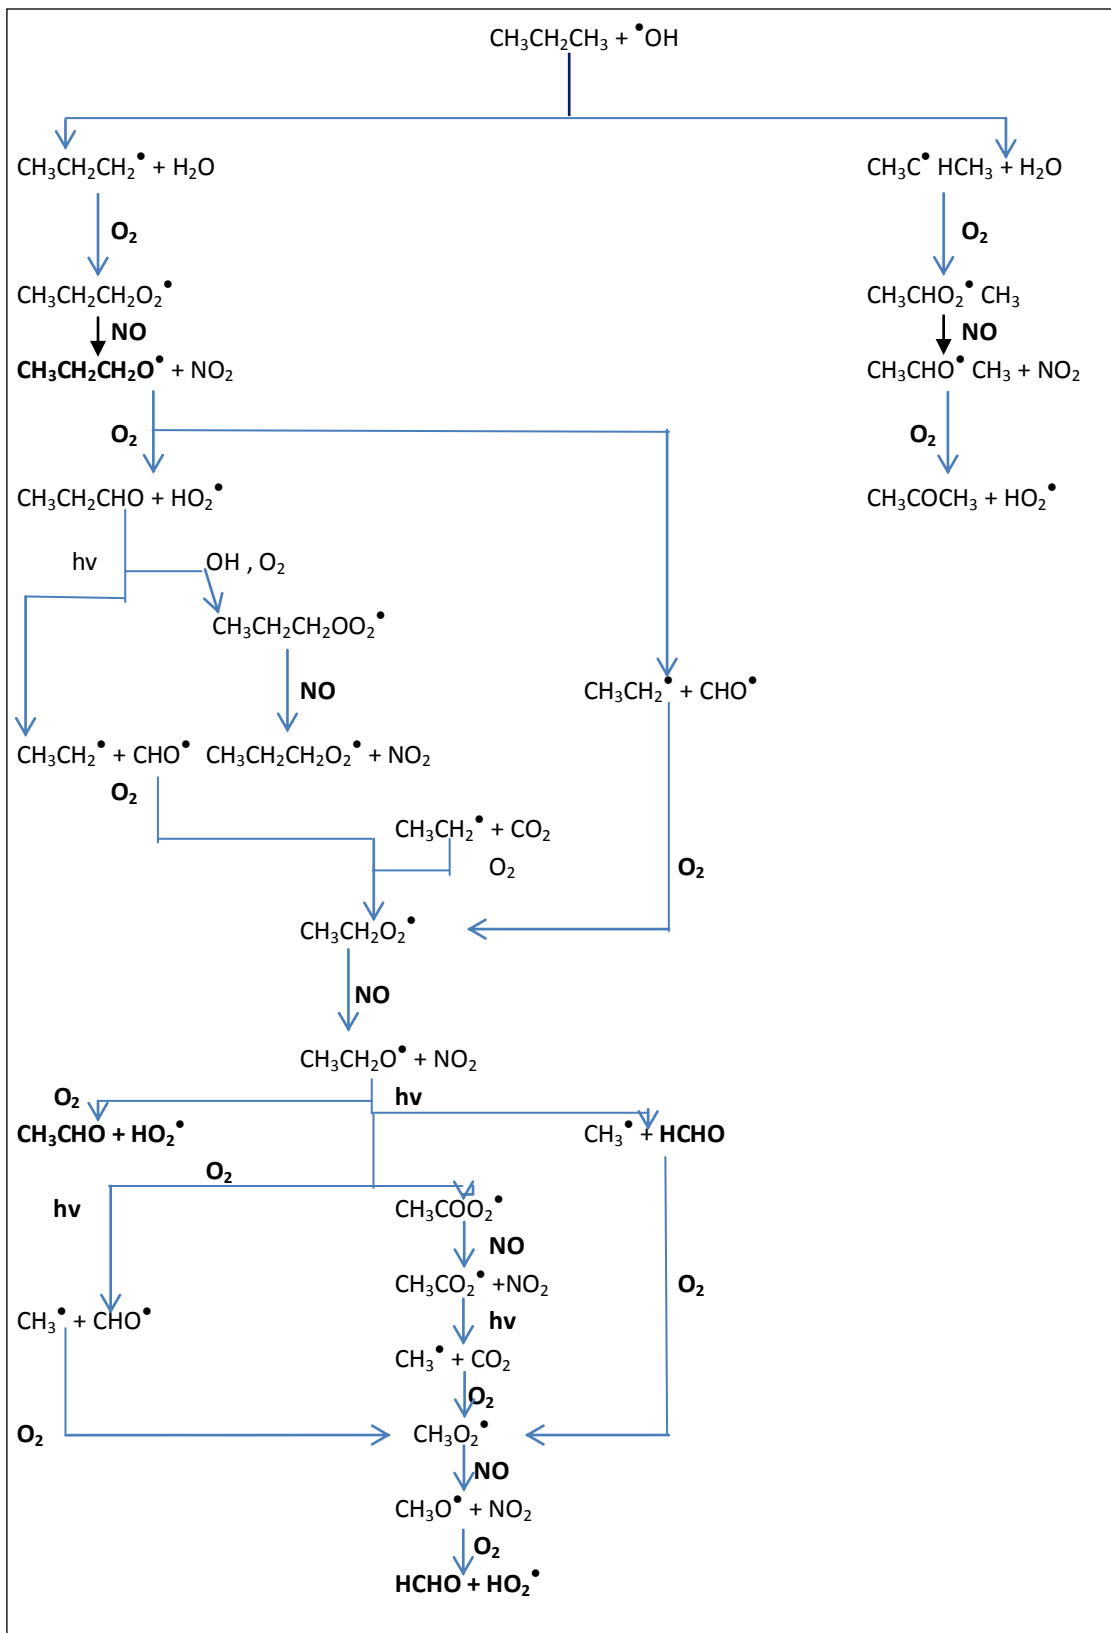 CH₃CH₂CH₃ + •OH
CH₃CH₂CH₂• + H₂O CH₃C• HCH₃ + H₂O
O₂ O₂
CH₃CH₂CH₂O₂• CH₃CHO₂• CH₃
NO NO
CH₃CH₂CH₂O• + NO₂ CH₃CHO• CH₃ + NO₂
O₂ O₂
CH₃CH₂CHO + HO₂• CH₃COCH₃ + HO₂•
hv OH , O₂
CH₃CH₂CH₂OO₂•
NO CH₃CH₂• + CHO•
CH₃CH₂• + CHO• CH₃CH₂CH₂O₂• + NO₂
O₂
CH₃CH₂• + CO₂
O₂ O₂
CH₃CH₂O₂•
NO
CH₃CH₂O• + NO₂
O₂ hv
CH₃CHO + HO₂• CH₃• + HCHO
O₂
hv CH₃COO₂•
NO
CH₃CO₂• +NO₂ O₂
CH₃• + CHO• hv
CH₃• + CO₂
O₂
O₂ CH₃O₂•
NO
CH₃O• + NO₂
O₂
HCHO + HO₂•